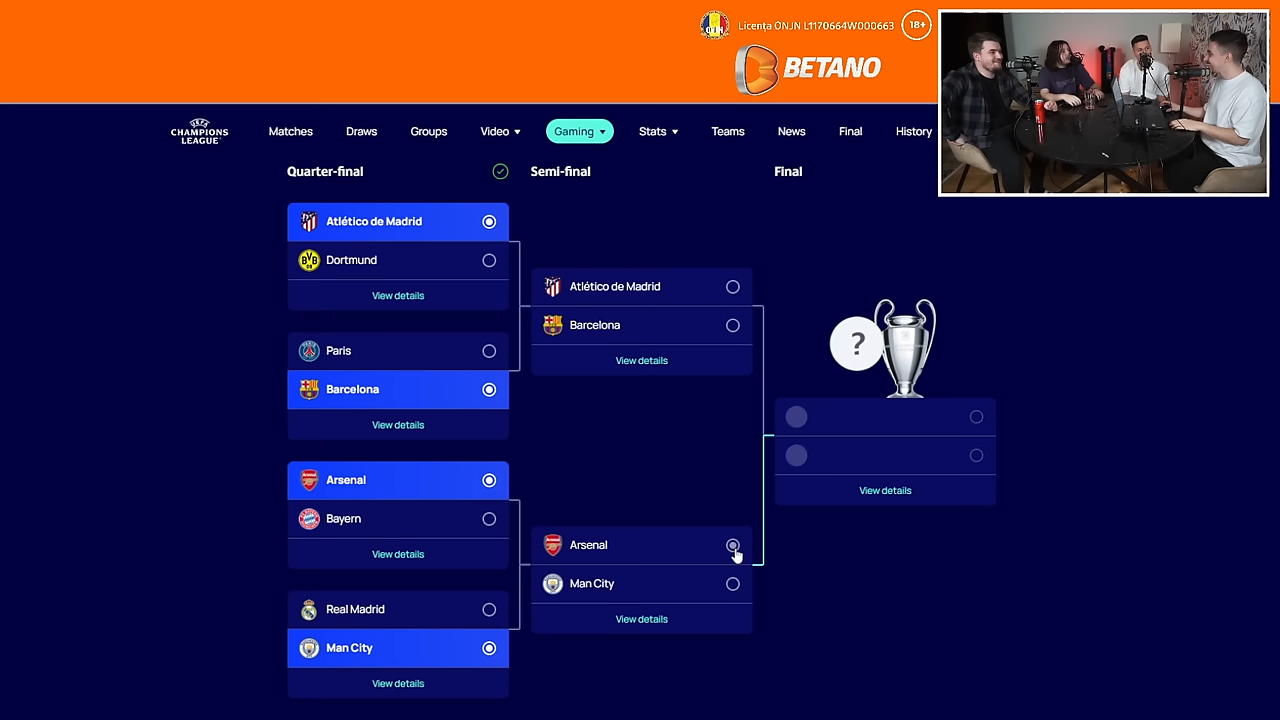 Licența ONJN L1170664W000663
18+
BETANO
UEFA
CHAMPIONS
LEAGUE
Matches
Draws
Groups
Video
Gaming
Stats
Teams
News
Final
History
Quarter-final
Semi-final
Final
Atlético de Madrid
Dortmund
View details
Paris
Barcelona
View details
Arsenal
Bayern
View details
Real Madrid
Man City
View details
Atlético de Madrid
Barcelona
View details
Arsenal
Man City
View details
?
View details